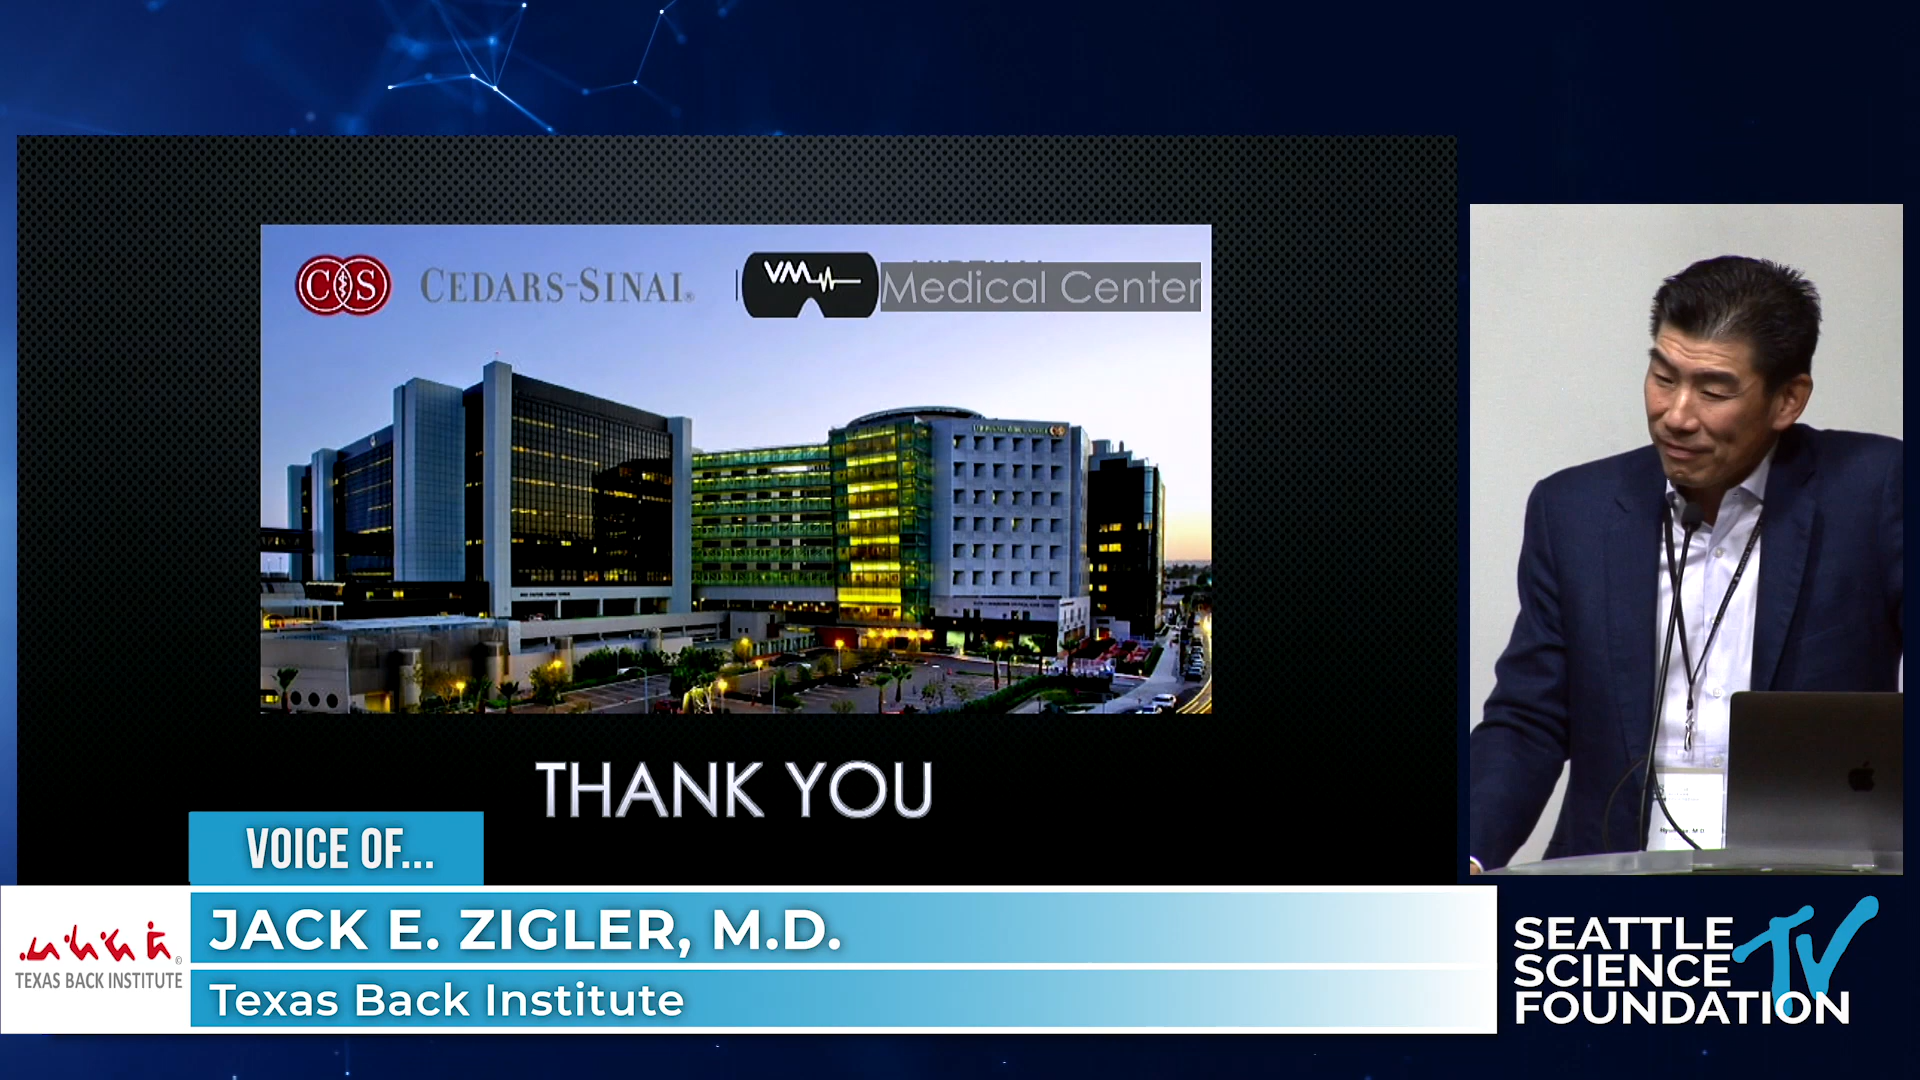 CS CEDARS-SINAI®
VM Medical Center
THANK YOU
VOICE OF...
JACK E. ZIGLER, M.D.
TEXAS BACK INSTITUTE
Texas Back Institute
SEATTLE
SCIENCE
FOUNDATION
TV